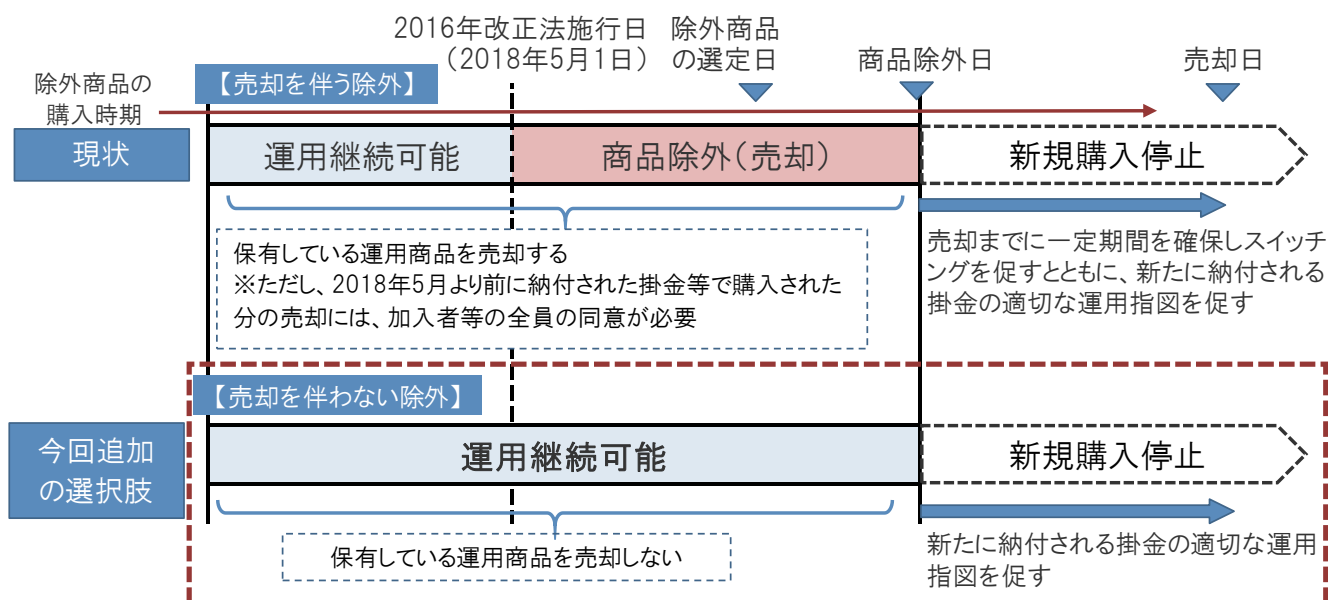 2016年改正法施行日
(2018年5月1日)
除外商品
の選定日
商品除外日
売却日
除外商品の
購入時期
【売却を伴う除外】
現状
運用継続可能
商品除外(売却)
新規購入停止
保有している運用商品を売却する
※ただし、2018年5月より前に納付された掛金等で購入された
分の売却には、加入者等の全員の同意が必要
売却までに一定期間を確保しスイッチ
ングを促すとともに、新たに納付される
掛金の適切な運用指図を促す
【売却を伴わない除外】
今回追加
の選択肢
運用継続可能
新規購入停止
保有している運用商品を売却しない
新たに納付される掛金の適切な運用
指図を促す